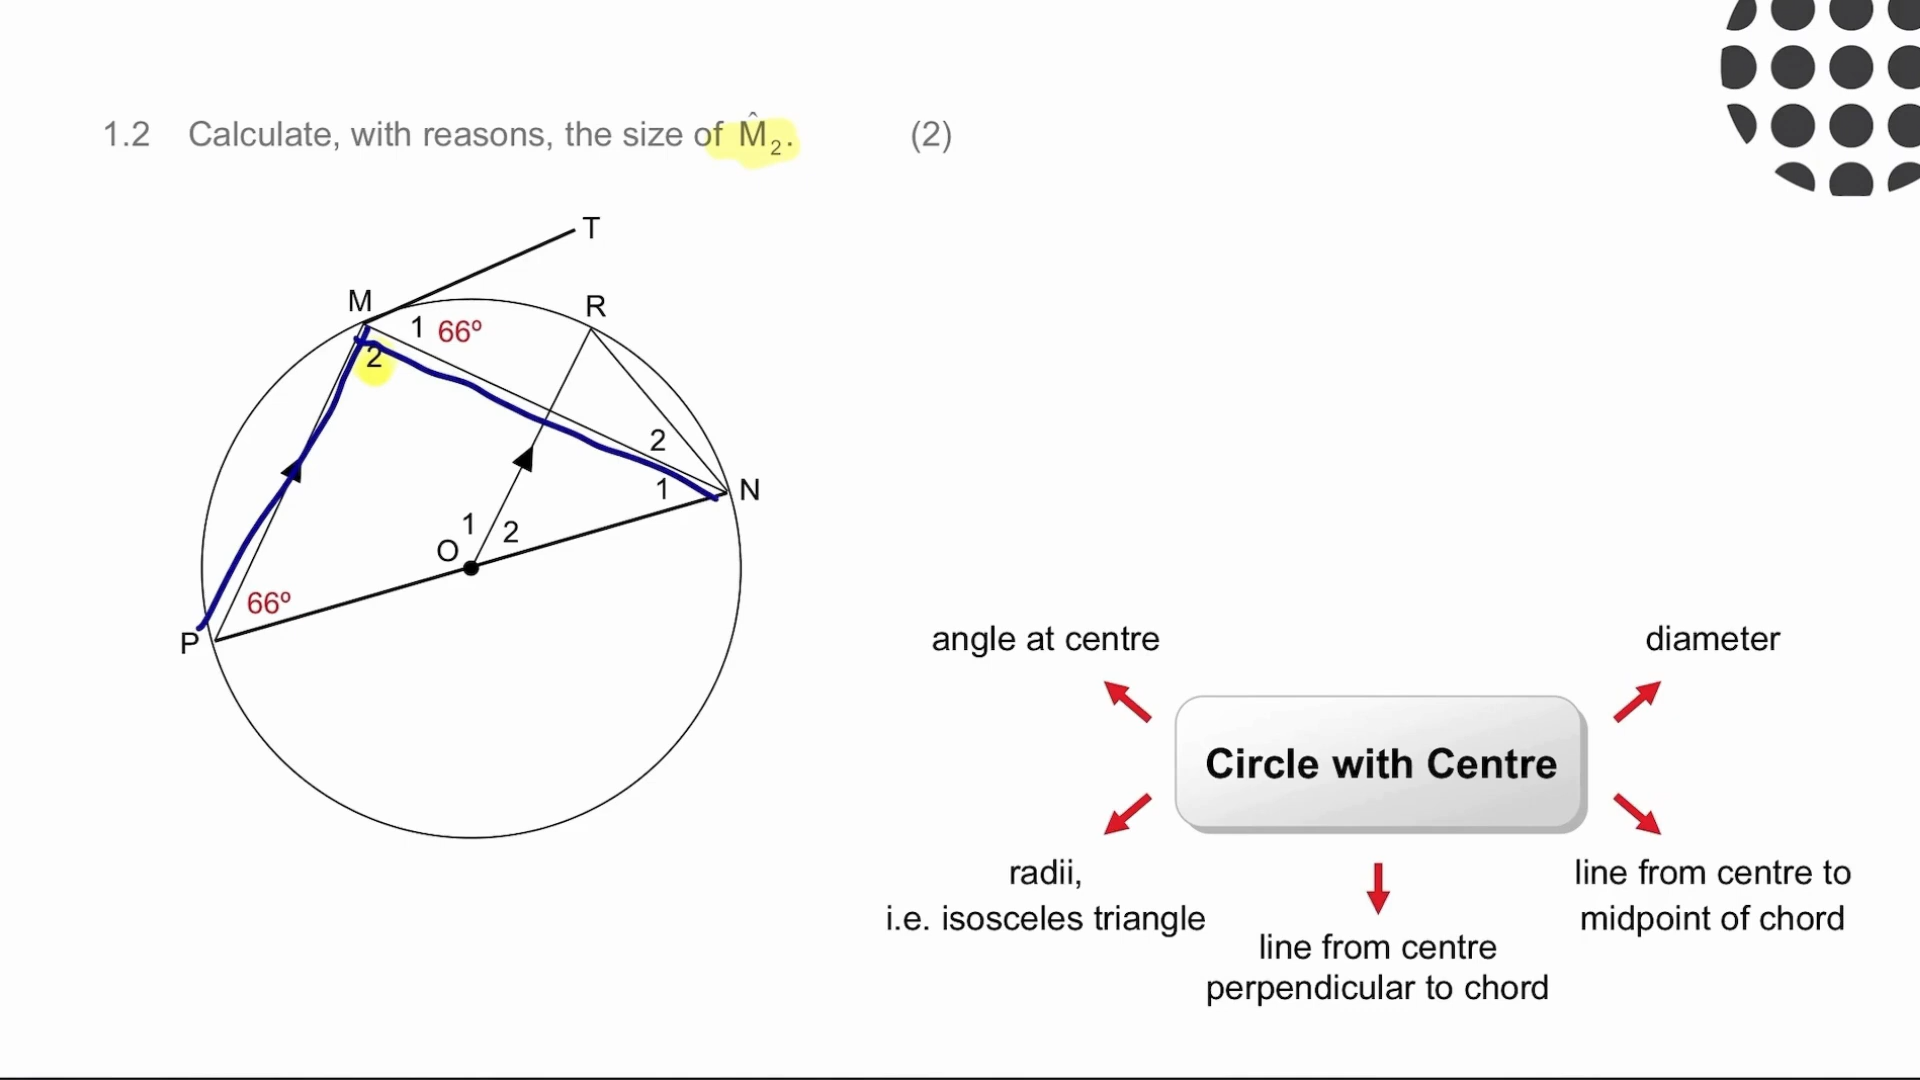 1.2 Calculate, with reasons, the size of M̂₂. (2)
T
M
R
1 66º
2
2
1
N
1
2
O
66º
P
angle at centre
diameter
Circle with Centre
radii,
i.e. isosceles triangle
line from centre
perpendicular to chord
line from centre to
midpoint of chord